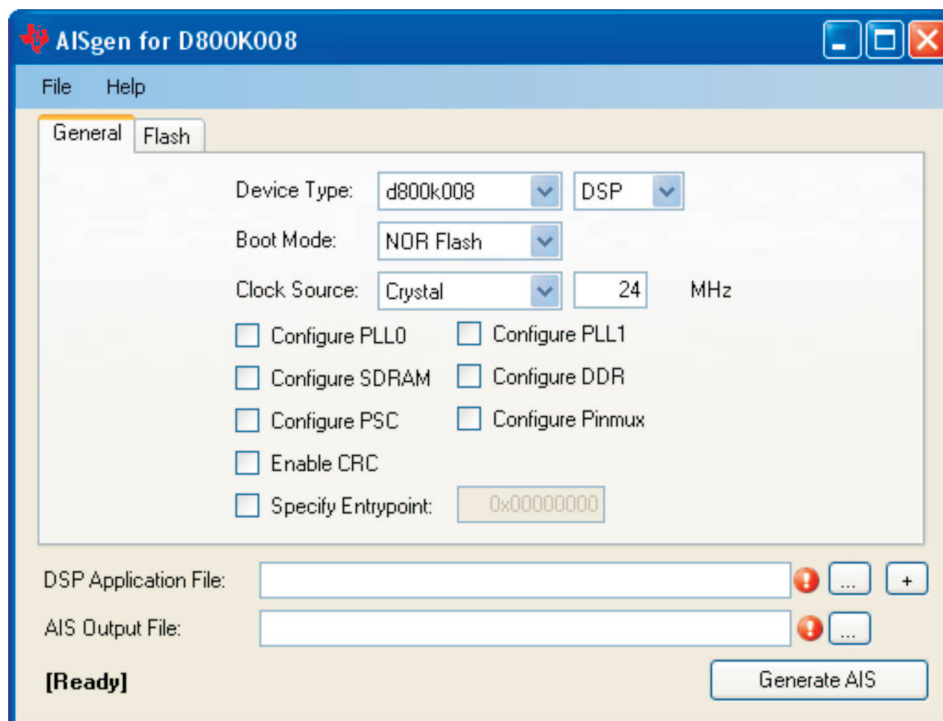 AISgen for D800K008
File Help
General Flash
Device Type: d800k008 DSP
Boot Mode: NOR Flash
Clock Source: Crystal 24 MHz
Configure PLL0 Configure PLL1
Configure SDRAM Configure DDR
Configure PSC Configure Pinmux
Enable CRC
Specify Entrypoint: 0x00000000
DSP Application File: ... +
AIS Output File: ...
[Ready] Generate AIS